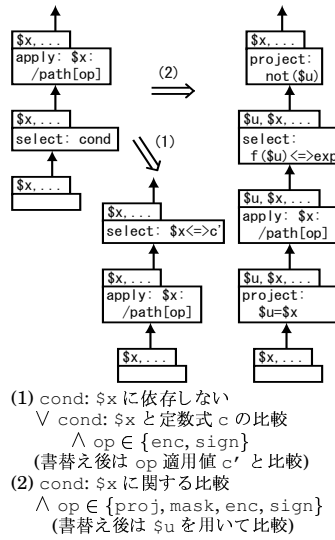 $x,...
apply: $x:
/path[op]
$x,...
select: cond
$x,...
(2)
(1)
$x,...
select: $x<=>c'
$x,...
apply: $x:
/path[op]
$x,...
$x,...
project:
not($u)
$u,$x,...
select:
f($u)<=>exp
$u,$x,...
apply: $x:
/path[op]
$u,$x,...
project:
$u=$x
$x,...
(1) cond: $x に依存しない
∨ cond: $x と定数式 c の比較
∧ op ∈ {enc, sign}
(書替え後は op 適用値 c' と比較)
(2) cond: $x に関する比較
∧ op ∈ {proj, mask, enc, sign}
(書替え後は $u を用いて比較)